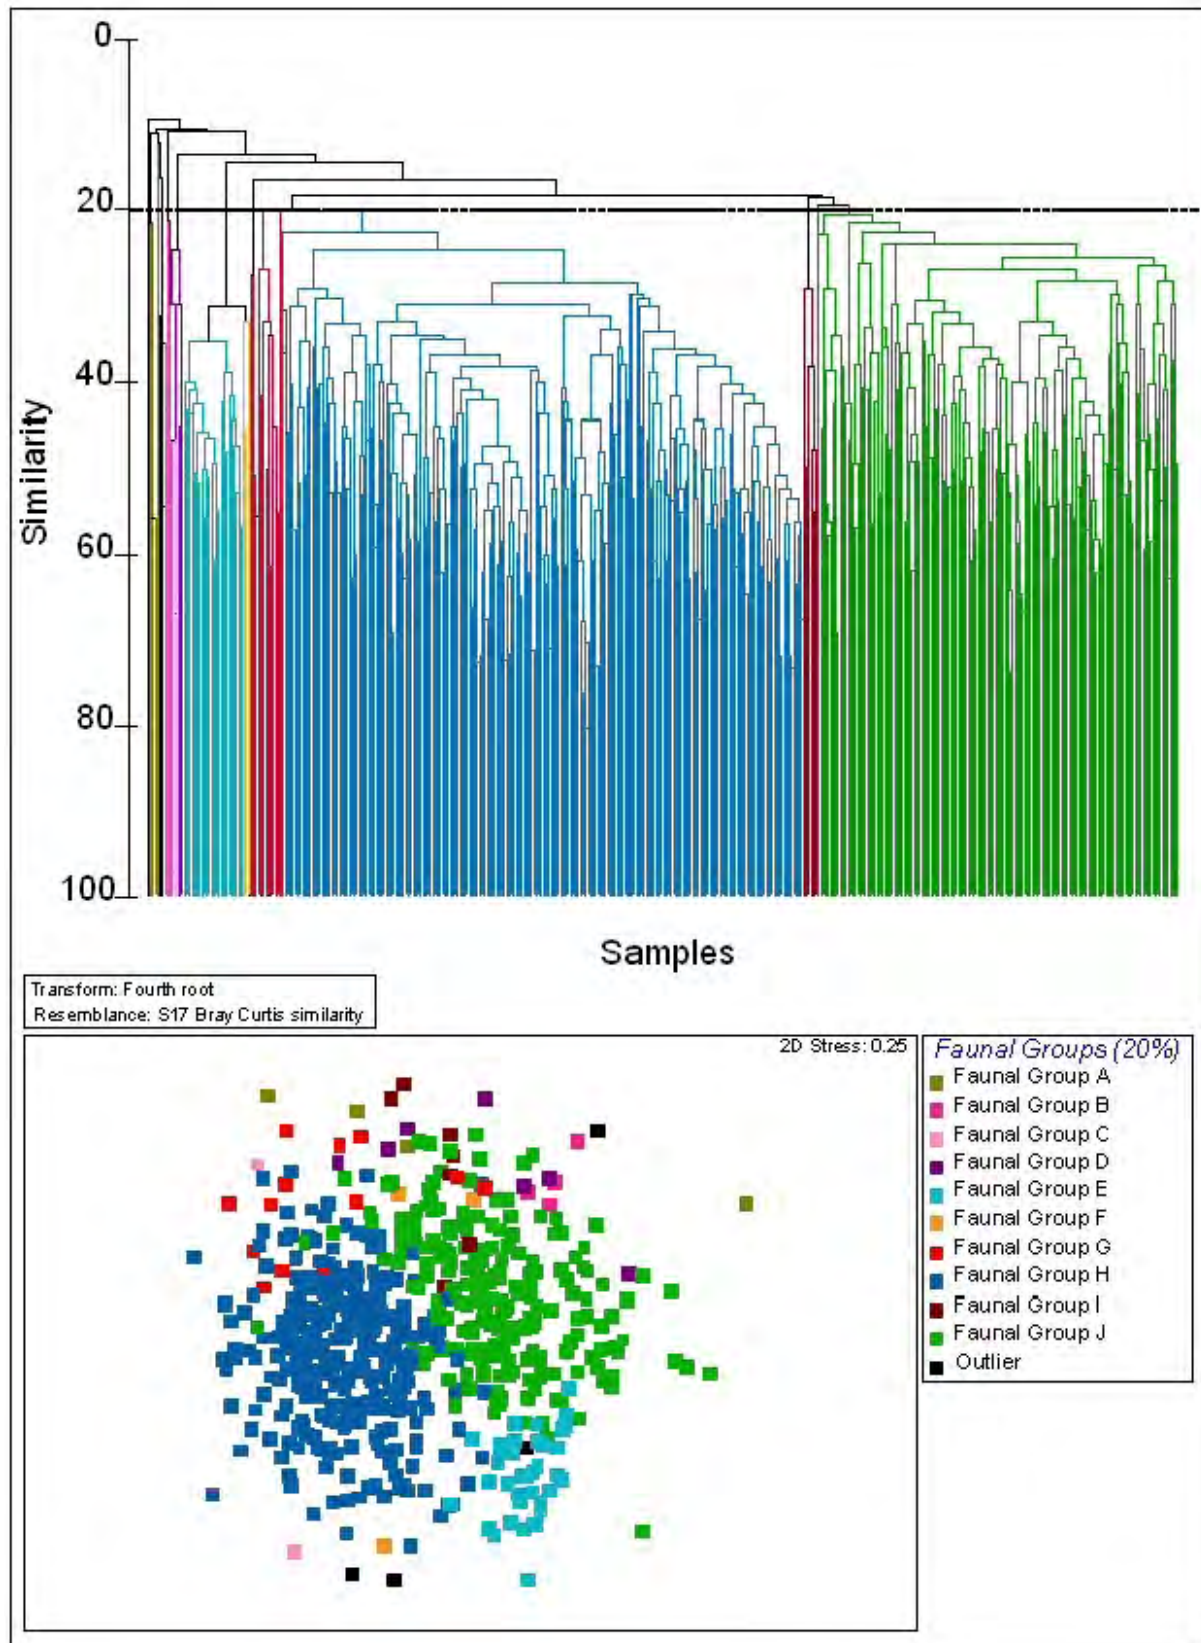 0
20
40
60
80
100
Similarity
Samples
Transform: Fourth root
Resemblance: S17 Bray Curtis similarity
2D Stress: 0.25
Faunal Groups (20%)
Faunal Group A
Faunal Group B
Faunal Group C
Faunal Group D
Faunal Group E
Faunal Group F
Faunal Group G
Faunal Group H
Faunal Group I
Faunal Group J
Outlier